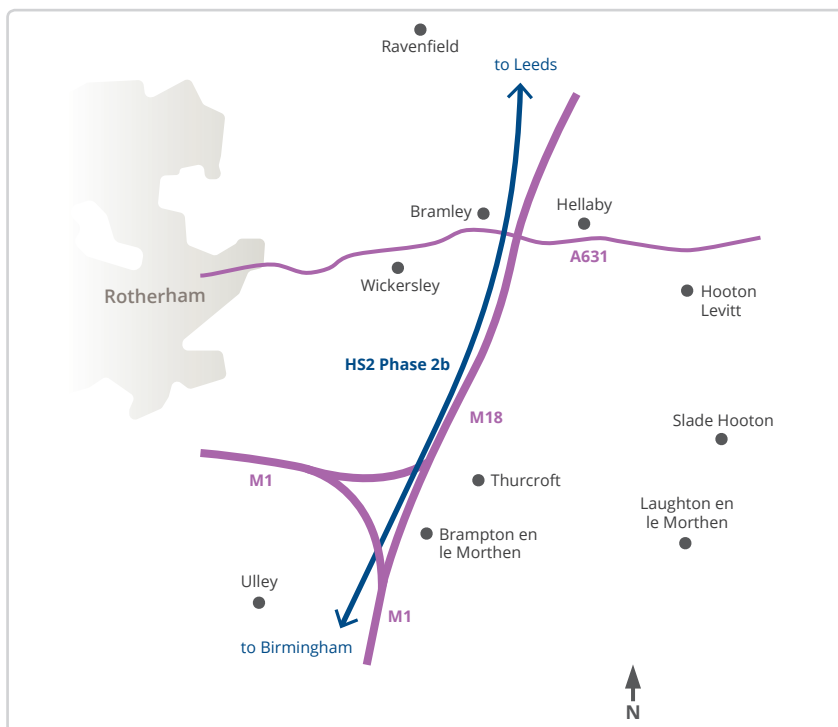 Ravenfield
to Leeds
Bramley
Hellaby
A631
Wickersley
Rotherham
Hooton
Levitt
HS2 Phase 2b
M18
Slade Hooton
M1
Thurcroft
Laughton en
le Morthen
Brampton en
le Morthen
Ulley
M1
to Birmingham
N